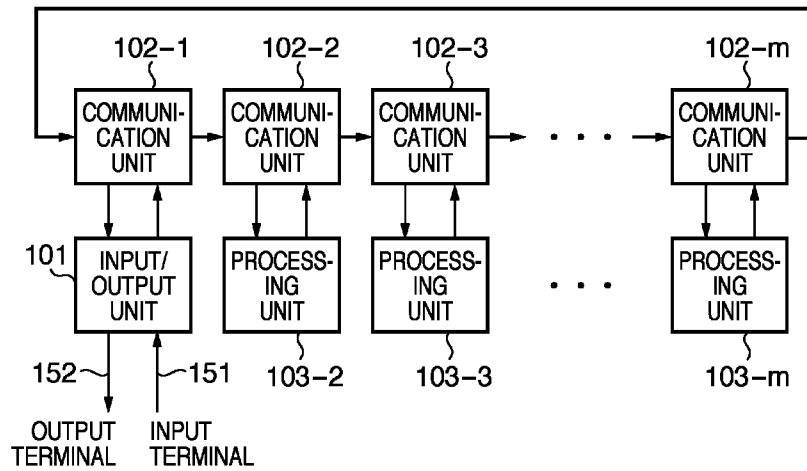 102-1
102-2
102-3
102-m
COMMUNI-
CATION
UNIT
COMMUNI-
CATION
UNIT
COMMUNI-
CATION
UNIT
. . .
COMMUNI-
CATION
UNIT
101
INPUT/
OUTPUT
UNIT
PROCESS-
ING
UNIT
PROCESS-
ING
UNIT
. . .
PROCESS-
ING
UNIT
152
151
103-2
103-3
103-m
OUTPUT
TERMINAL
INPUT
TERMINAL